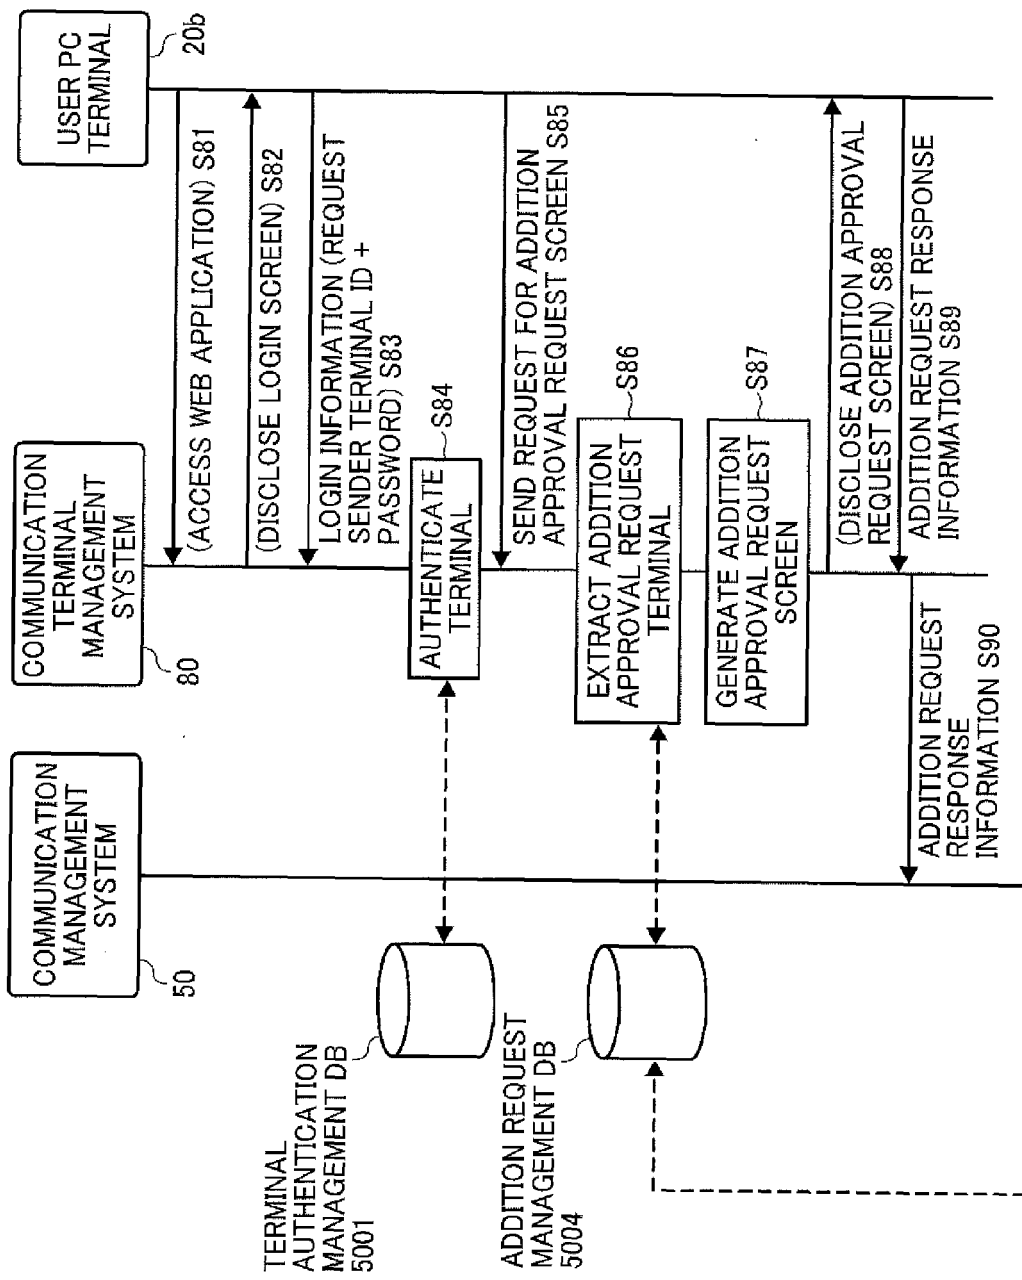 USER PC
TERMINAL
20b
COMMUNICATION
TERMINAL
MANAGEMENT
SYSTEM
80
COMMUNICATION
MANAGEMENT
SYSTEM
50
(ACCESS WEB APPLICATION) S81
(DISCLOSE LOGIN SCREEN) S82
LOGIN INFORMATION (REQUEST
SENDER TERMINAL ID +
PASSWORD) S83
AUTHENTICATE
TERMINAL
S84
TERMINAL
AUTHENTICATION
MANAGEMENT DB
5001
SEND REQUEST FOR ADDITION
APPROVAL REQUEST SCREEN S85
EXTRACT ADDITION
APPROVAL REQUEST
TERMINAL
S86
ADDITION REQUEST
MANAGEMENT DB
5004
GENERATE ADDITION
APPROVAL REQUEST
SCREEN
S87
(DISCLOSE ADDITION APPROVAL
REQUEST SCREEN) S88
ADDITION REQUEST RESPONSE
INFORMATION S89
ADDITION REQUEST
RESPONSE
INFORMATION S90